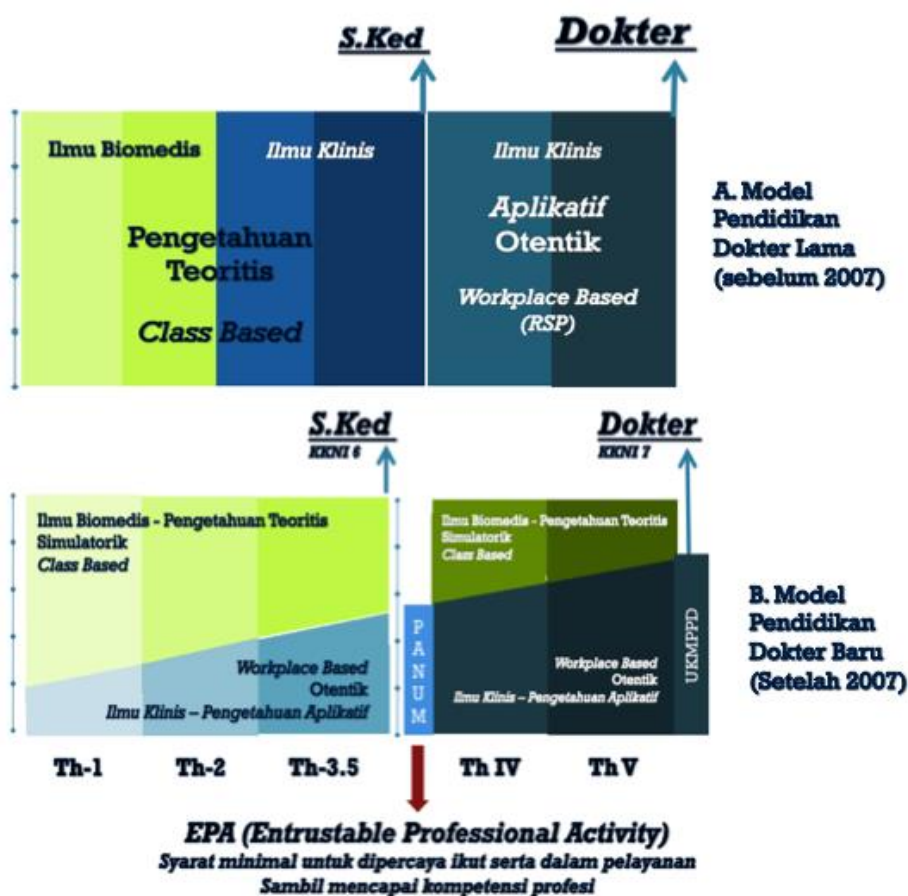 S.Ked
Dokter
Ilmu Biomedis
Ilmu Klinis
Pengetahuan
Teoritis
Class Based
Ilmu Klinis
Aplikatif
Otentik
Workplace Based
(RSP)
A. Model
Pendidikan
Dokter Lama
(sebelum 2007)
S.Ked
KKNI 6
Dokter
KKNI 7
Ilmu Biomedis - Pengetahuan Teoritis
Simulatorik
Class Based
Workplace Based
Otentik
Ilmu Klinis – Pengetahuan Aplikatif
PANUM
Ilmu Biomedis - Pengetahuan Teoritis
Simulatorik
Class Based
Workplace Based
Otentik
Ilmu Klinis – Pengetahuan Aplikatif
UKMPPD
B. Model
Pendidikan
Dokter Baru
(Setelah 2007)
Th-1
Th-2
Th-3.5
Th IV
Th V
EPA (Entrustable Professional Activity)
Syarat minimal untuk dipercaya ikut serta dalam pelayanan
Sambil mencapai kompetensi profesi